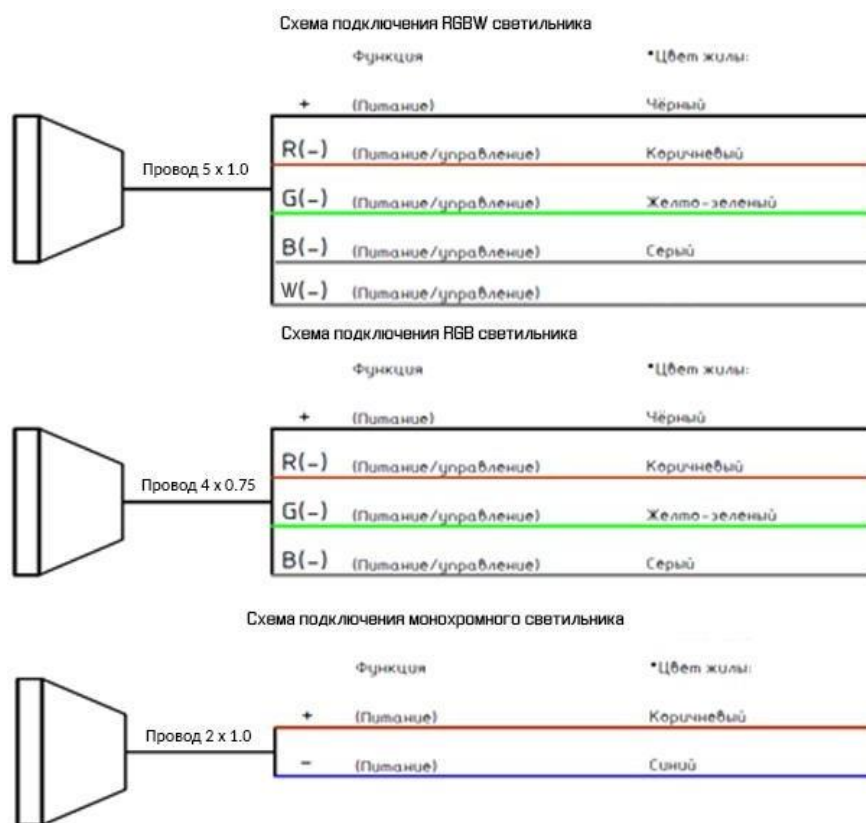 Схема подключения RGBW светильника
Функция *Цвет жилы:
+ (Питание) Чёрный
R(-) (Питание/управление) Коричневый
Провод 5 x 1.0
G(-) (Питание/управление) Желто-зеленый
B(-) (Питание/управление) Серый
W(-) (Питание/управление)
Схема подключения RGB светильника
Функция *Цвет жилы:
+ (Питание) Чёрный
R(-) (Питание/управление) Коричневый
Провод 4 x 0.75
G(-) (Питание/управление) Желто-зеленый
B(-) (Питание/управление) Серый
Схема подключения монохромного светильника
Функция *Цвет жилы:
+ (Питание) Коричневый
Провод 2 x 1.0
- (Питание) Синий